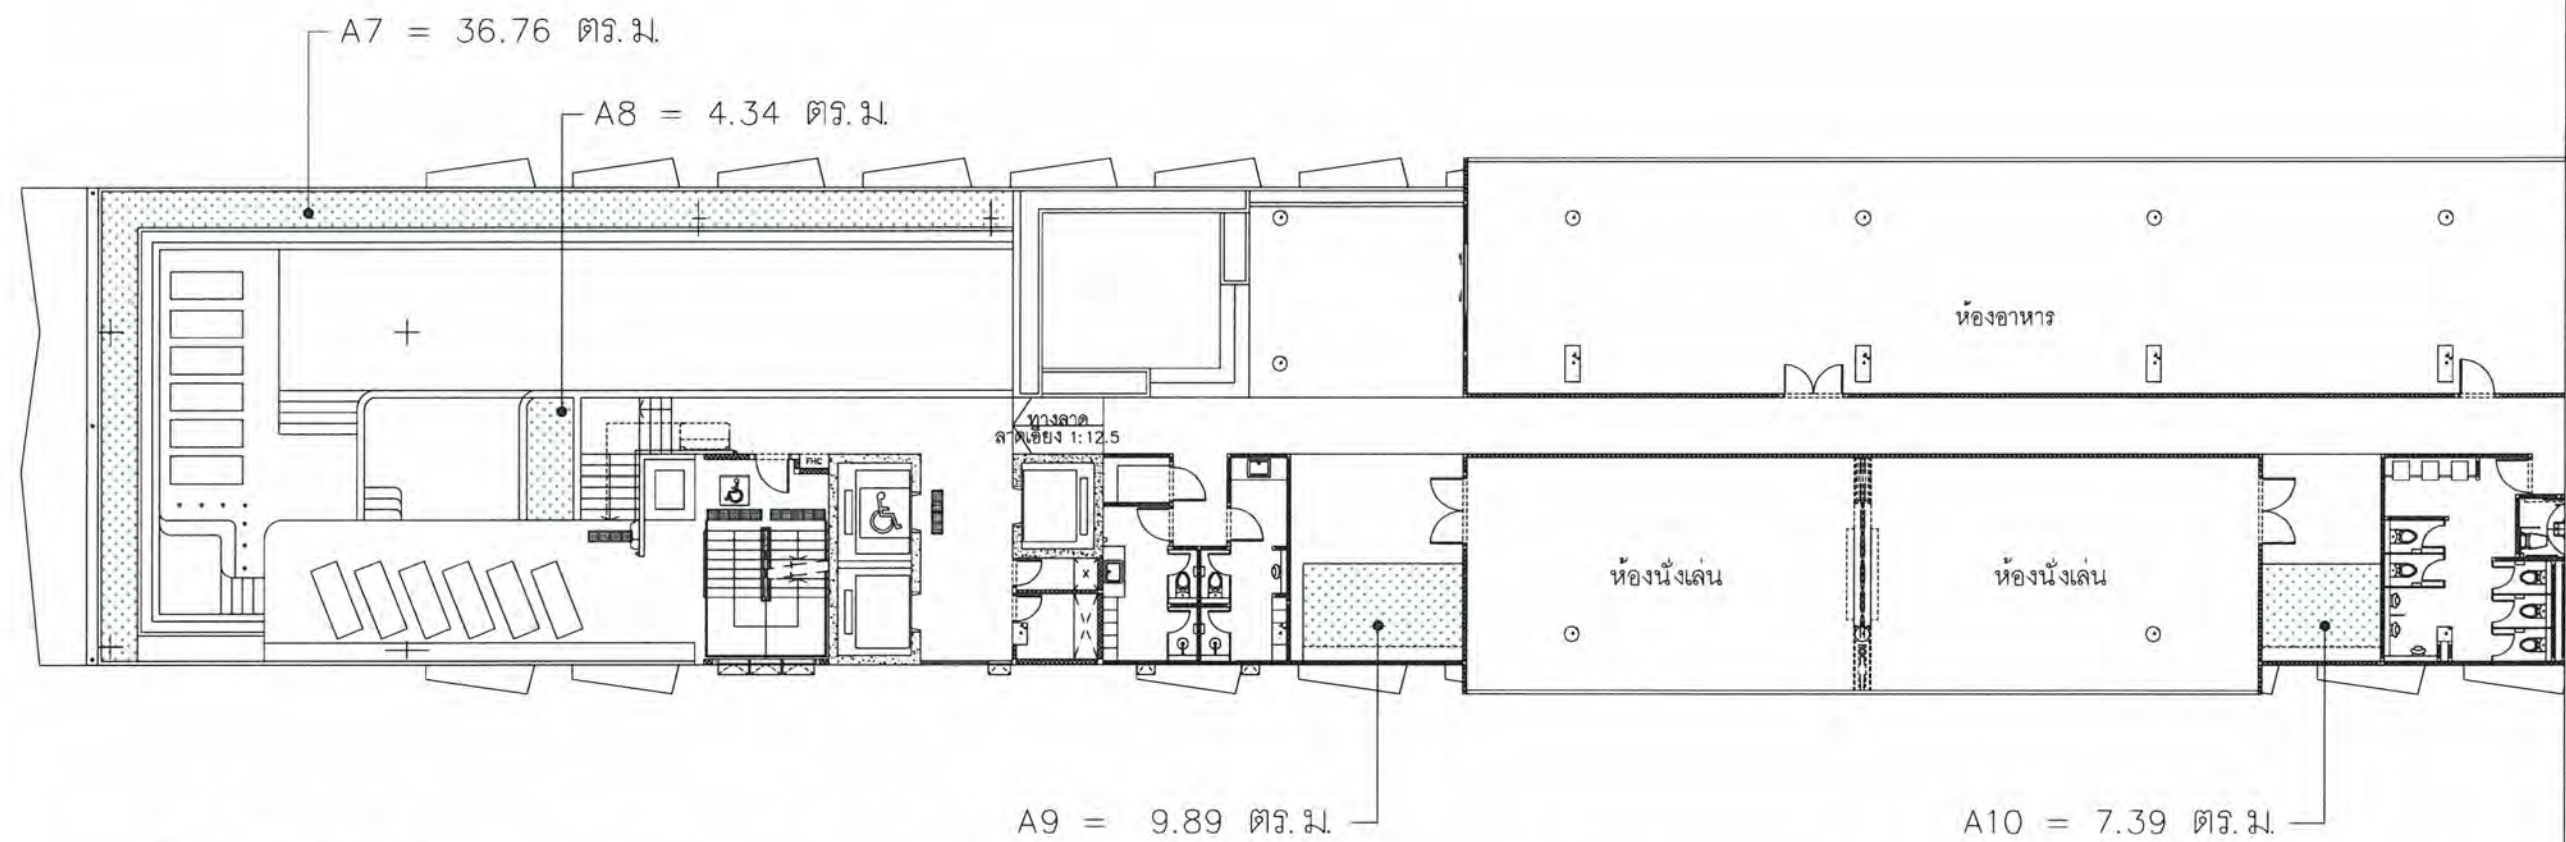 A7 = 36.76 ตร.ม.
A8 = 4.34 ตร.ม.
ห้องอาหาร
ทางลาด
ลาดเอียง 1:12.5
FHC
X
ห้องนั่งเล่น
ห้องนั่งเล่น
A9 = 9.89 ตร.ม.
A10 = 7.39 ตร.ม.